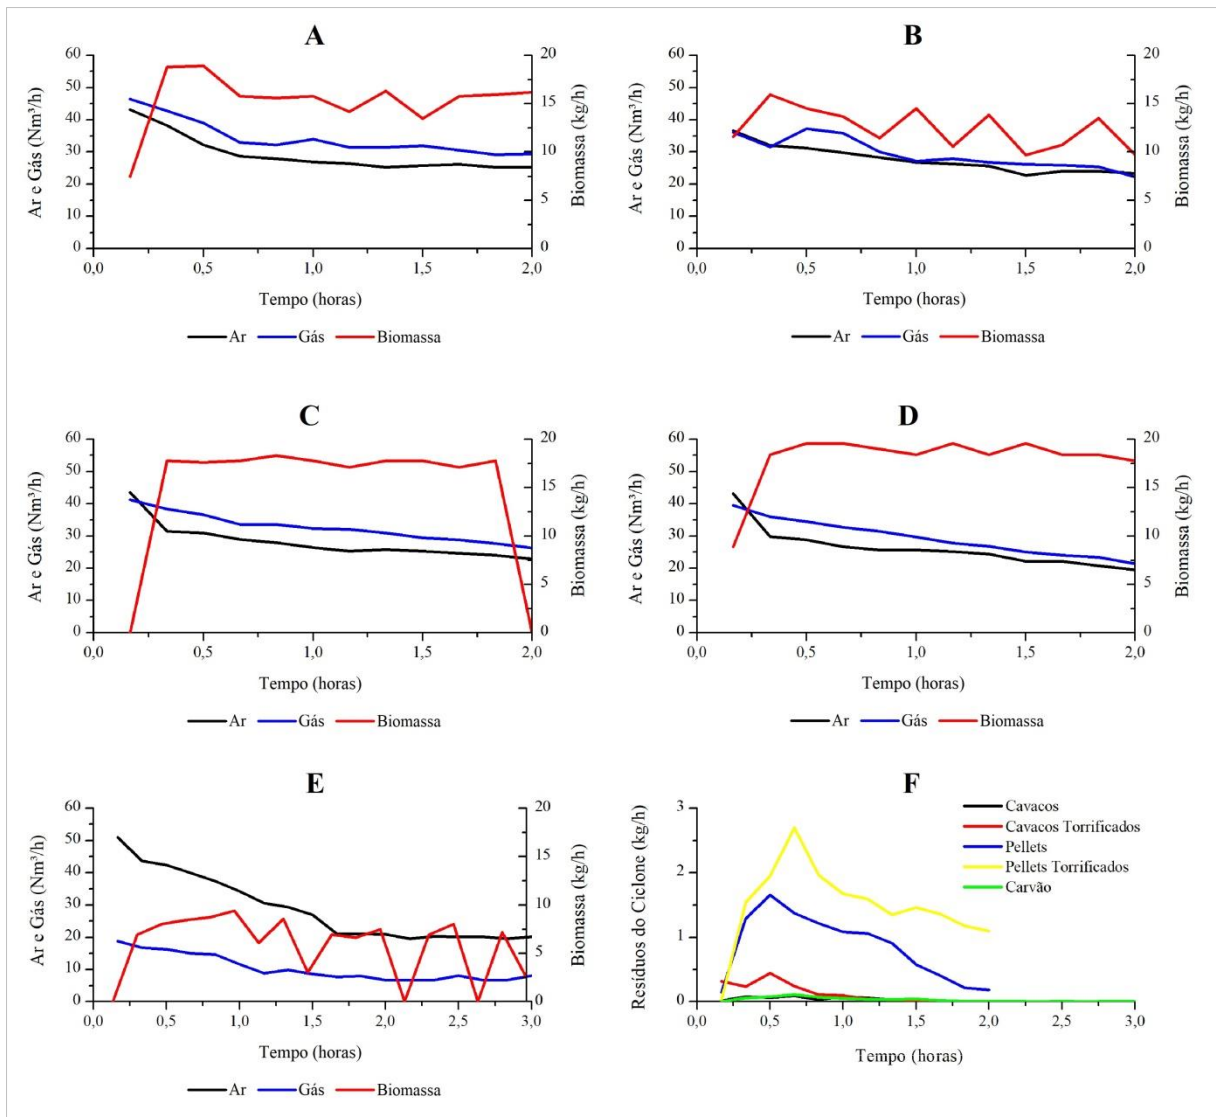 A
60
50
40
30
20
10
0
Ar e Gás (Nm³/h)
20
15
10
5
0
Biomassa (kg/h)
0,0 0,5 1,0 1,5 2,0
Tempo (horas)
Ar Gás Biomassa
B
60
50
40
30
20
10
0
Ar e Gás (Nm³/h)
20
15
10
5
0
Biomassa (kg/h)
0,0 0,5 1,0 1,5 2,0
Tempo (horas)
Ar Gás Biomassa
C
60
50
40
30
20
10
0
Ar e Gás (Nm³/h)
20
15
10
5
0
Biomassa (kg/h)
0,0 0,5 1,0 1,5 2,0
Tempo (horas)
Ar Gás Biomassa
D
60
50
40
30
20
10
0
Ar e Gás (Nm³/h)
20
15
10
5
0
Biomassa (kg/h)
0,0 0,5 1,0 1,5 2,0
Tempo (horas)
Ar Gás Biomassa
E
60
50
40
30
20
10
0
Ar e Gás (Nm³/h)
20
15
10
5
0
Biomassa (kg/h)
0,0 0,5 1,0 1,5 2,0 2,5 3,0
Tempo (horas)
Ar Gás Biomassa
F
3
2
1
0
Resíduos do Ciclone (kg/h)
Cavacos
Cavacos Torrificados
Pellets
Pellets Torrificados
Carvão
0,0 0,5 1,0 1,5 2,0 2,5 3,0
Tempo (horas)